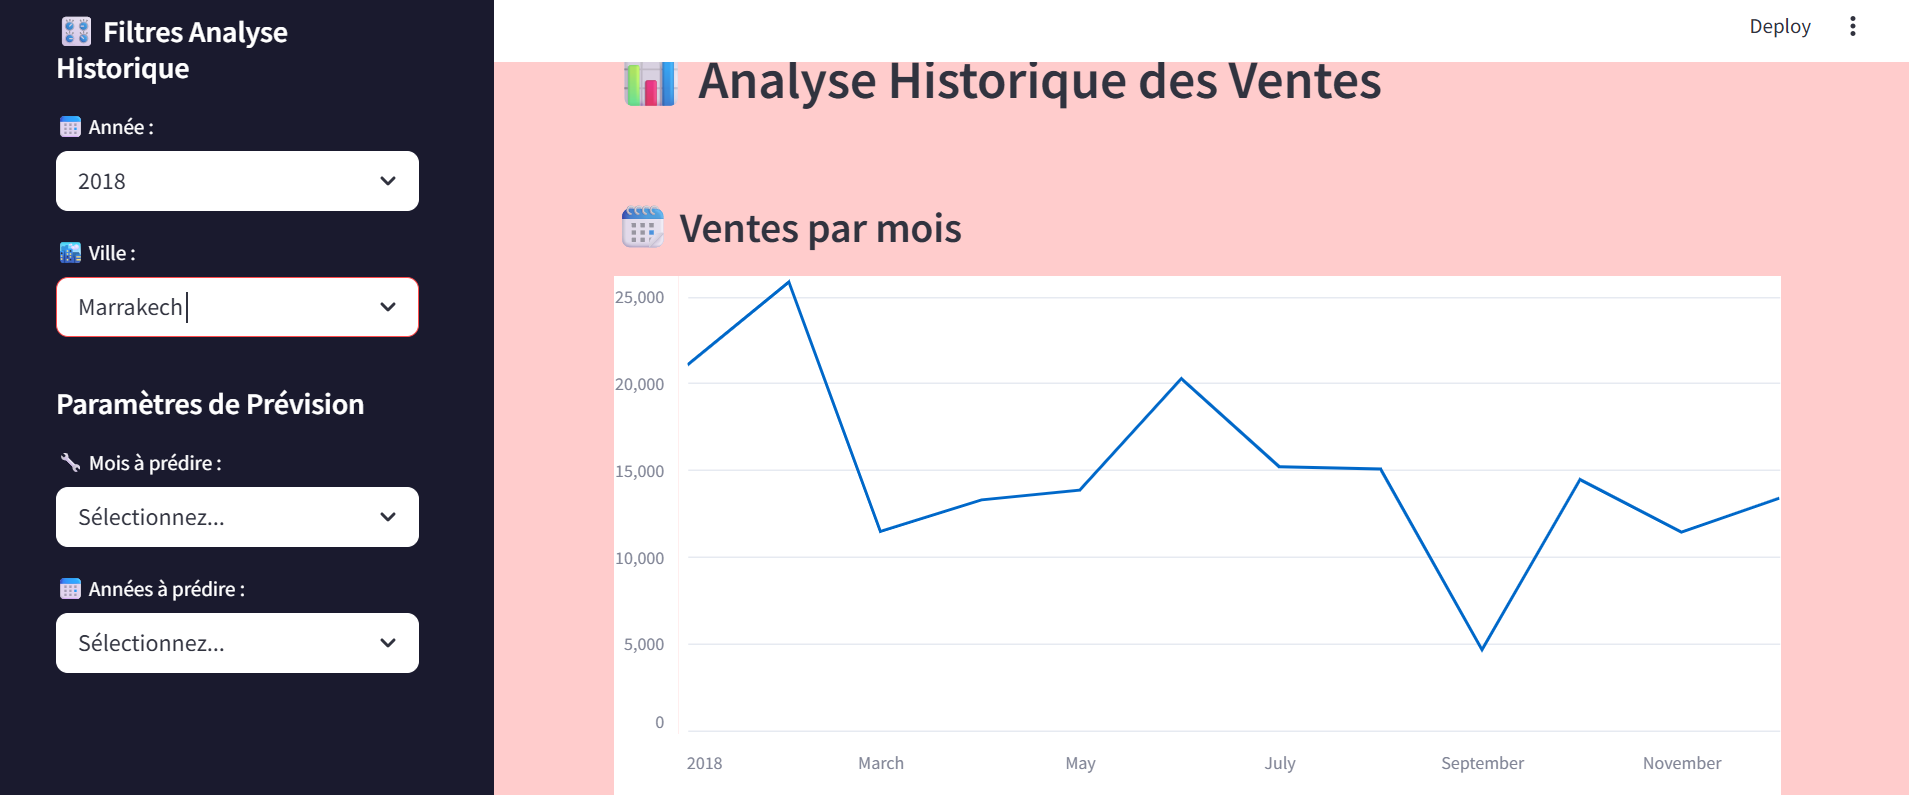 Filtres Analyse
Historique
Année :
2018
Ville :
Marrakech
Paramètres de Prévision
Mois à prédire :
Sélectionnez...
Années à prédire :
Sélectionnez...
Deploy
Analyse Historique des Ventes
Ventes par mois
25,000
20,000
15,000
10,000
5,000
0
2018 March May July September November